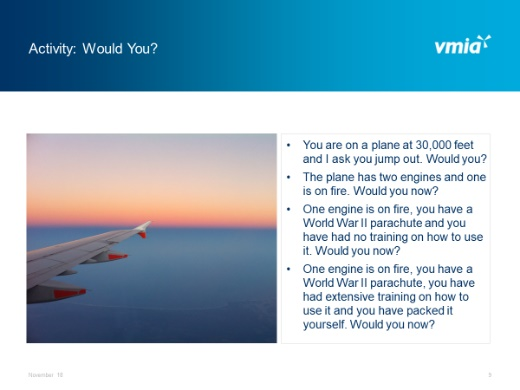 Activity: Would You?
vmia
• You are on a plane at 30,000 feet
and I ask you jump out. Would you?
• The plane has two engines and one
is on fire. Would you now?
• One engine is on fire, you have a
World War II parachute and you
have had no training on how to use
it. Would you now?
• One engine is on fire, you have a
World War II parachute, you have
had extensive training on how to
use it and you have packed it
yourself. Would you now?
November 16